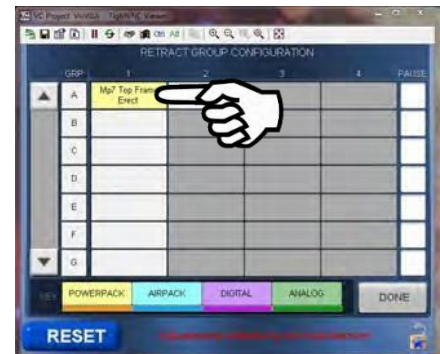 RETRACT GROUP CONFIGURATION
GRP 1 2 3 4 PAUSE
A Mp7 Top Frame
Erect
B
C
D
E
F
G
KEY POWERPACK AIRPACK DIGITAL ANALOG DONE
RESET